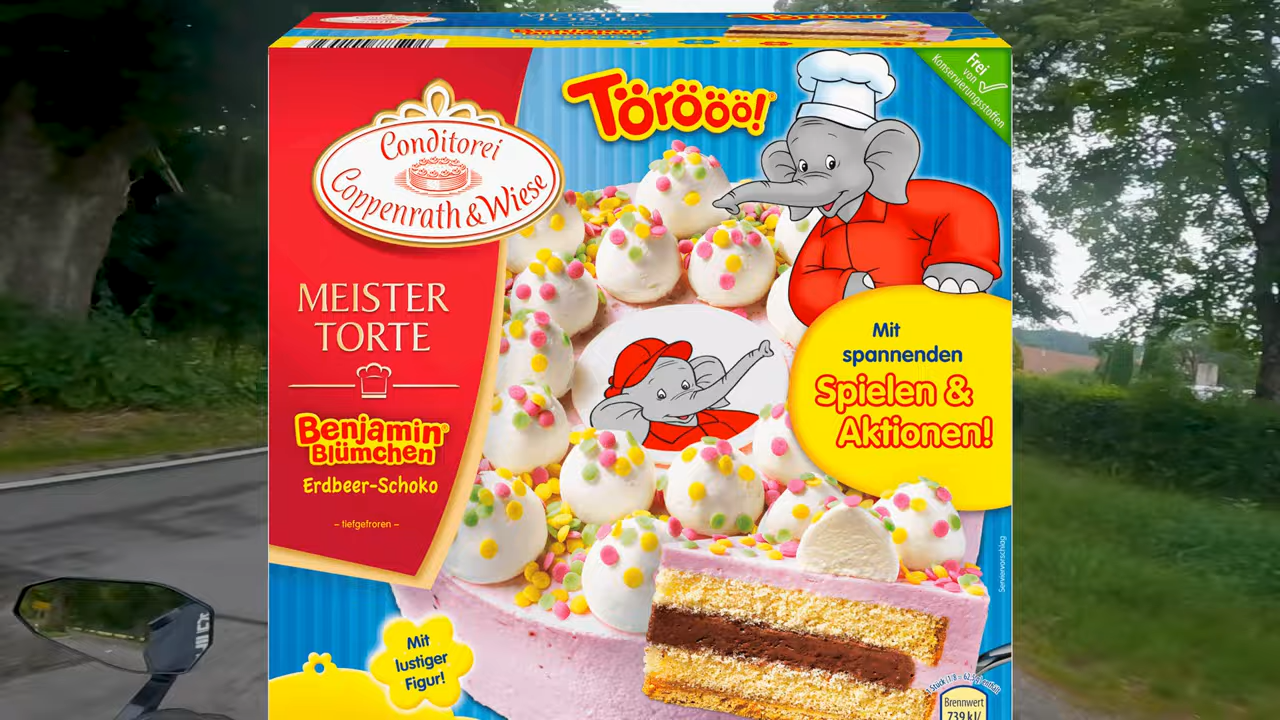 Törööö!
Frei
von
Konservierungsstoffen
Conditorei
Coppenrath & Wiese
MEISTER
TORTE
Benjamin®
Blümchen
Erdbeer-Schoko
– tiefgefroren –
Mit
spannenden
Spielen &
Aktionen!
Serviervorschlag
Mit
lustiger
Figur!
Brennwert
739 kJ/